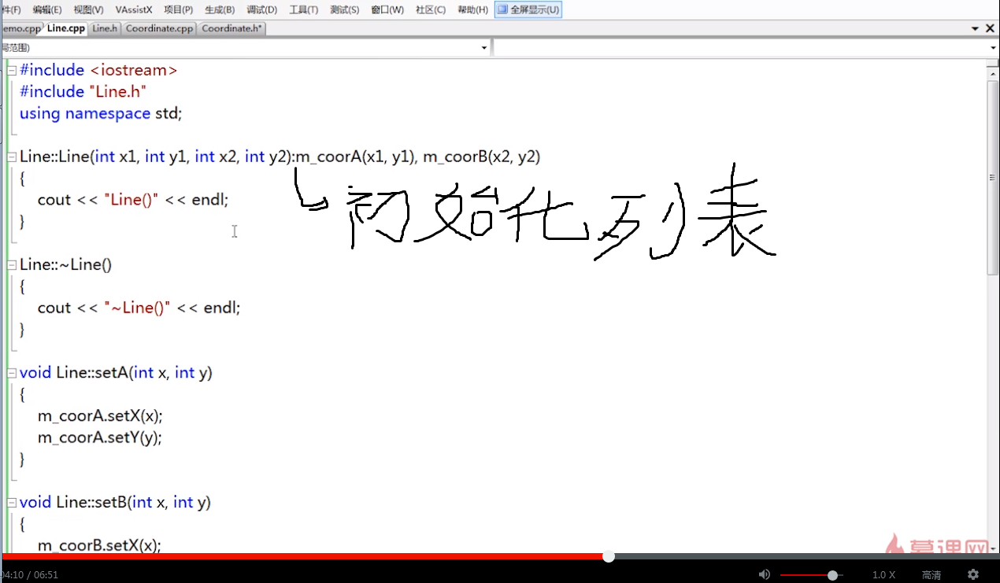 件(F) 编辑(E) 视图(V) VAssistX 项目(P) 生成(B) 调试(D) 工具(T) 测试(S) 窗口(W) 社区(C) 帮助(H) 全屏显示(U)
emo.cpp Line.cpp Line.h Coordinate.cpp Coordinate.h*
局范围)
#include <iostream>
#include "Line.h"
using namespace std;
Line::Line(int x1, int y1, int x2, int y2):m_coorA(x1, y1), m_coorB(x2, y2)
{
cout << "Line()" << endl;
初始化列表
}
Line::~Line()
{
cout << "~Line()" << endl;
}
void Line::setA(int x, int y)
{
m_coorA.setX(x);
m_coorA.setY(y);
}
void Line::setB(int x, int y)
{
m_coorB.setX(x);
慕课网
04:10 / 06:51 1.0 X 高清